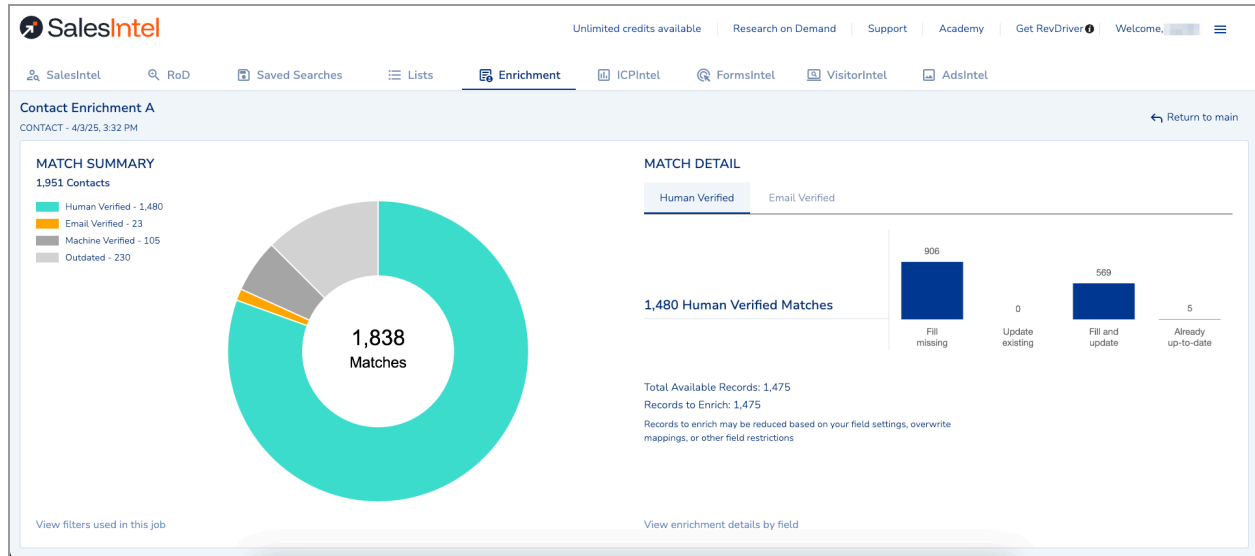 SalesIntel
Unlimited credits available
Research on Demand
Support
Academy
Get RevDriver
Welcome,
SalesIntel
RoD
Saved Searches
Lists
Enrichment
ICPIntel
FormsIntel
VisitorIntel
AdsIntel
Contact Enrichment A
CONTACT - 4/3/25, 3:32 PM
Return to main
MATCH SUMMARY
1,951 Contacts
Human Verified - 1,480
Email Verified - 23
Machine Verified - 105
Outdated - 230
1,838
Matches
View filters used in this job
MATCH DETAIL
Human Verified
Email Verified
1,480 Human Verified Matches
906
0
569
5
Fill
missing
Update
existing
Fill and
update
Already
up-to-date
Total Available Records: 1,475
Records to Enrich: 1,475
Records to enrich may be reduced based on your field settings, overwrite
mappings, or other field restrictions
View enrichment details by field